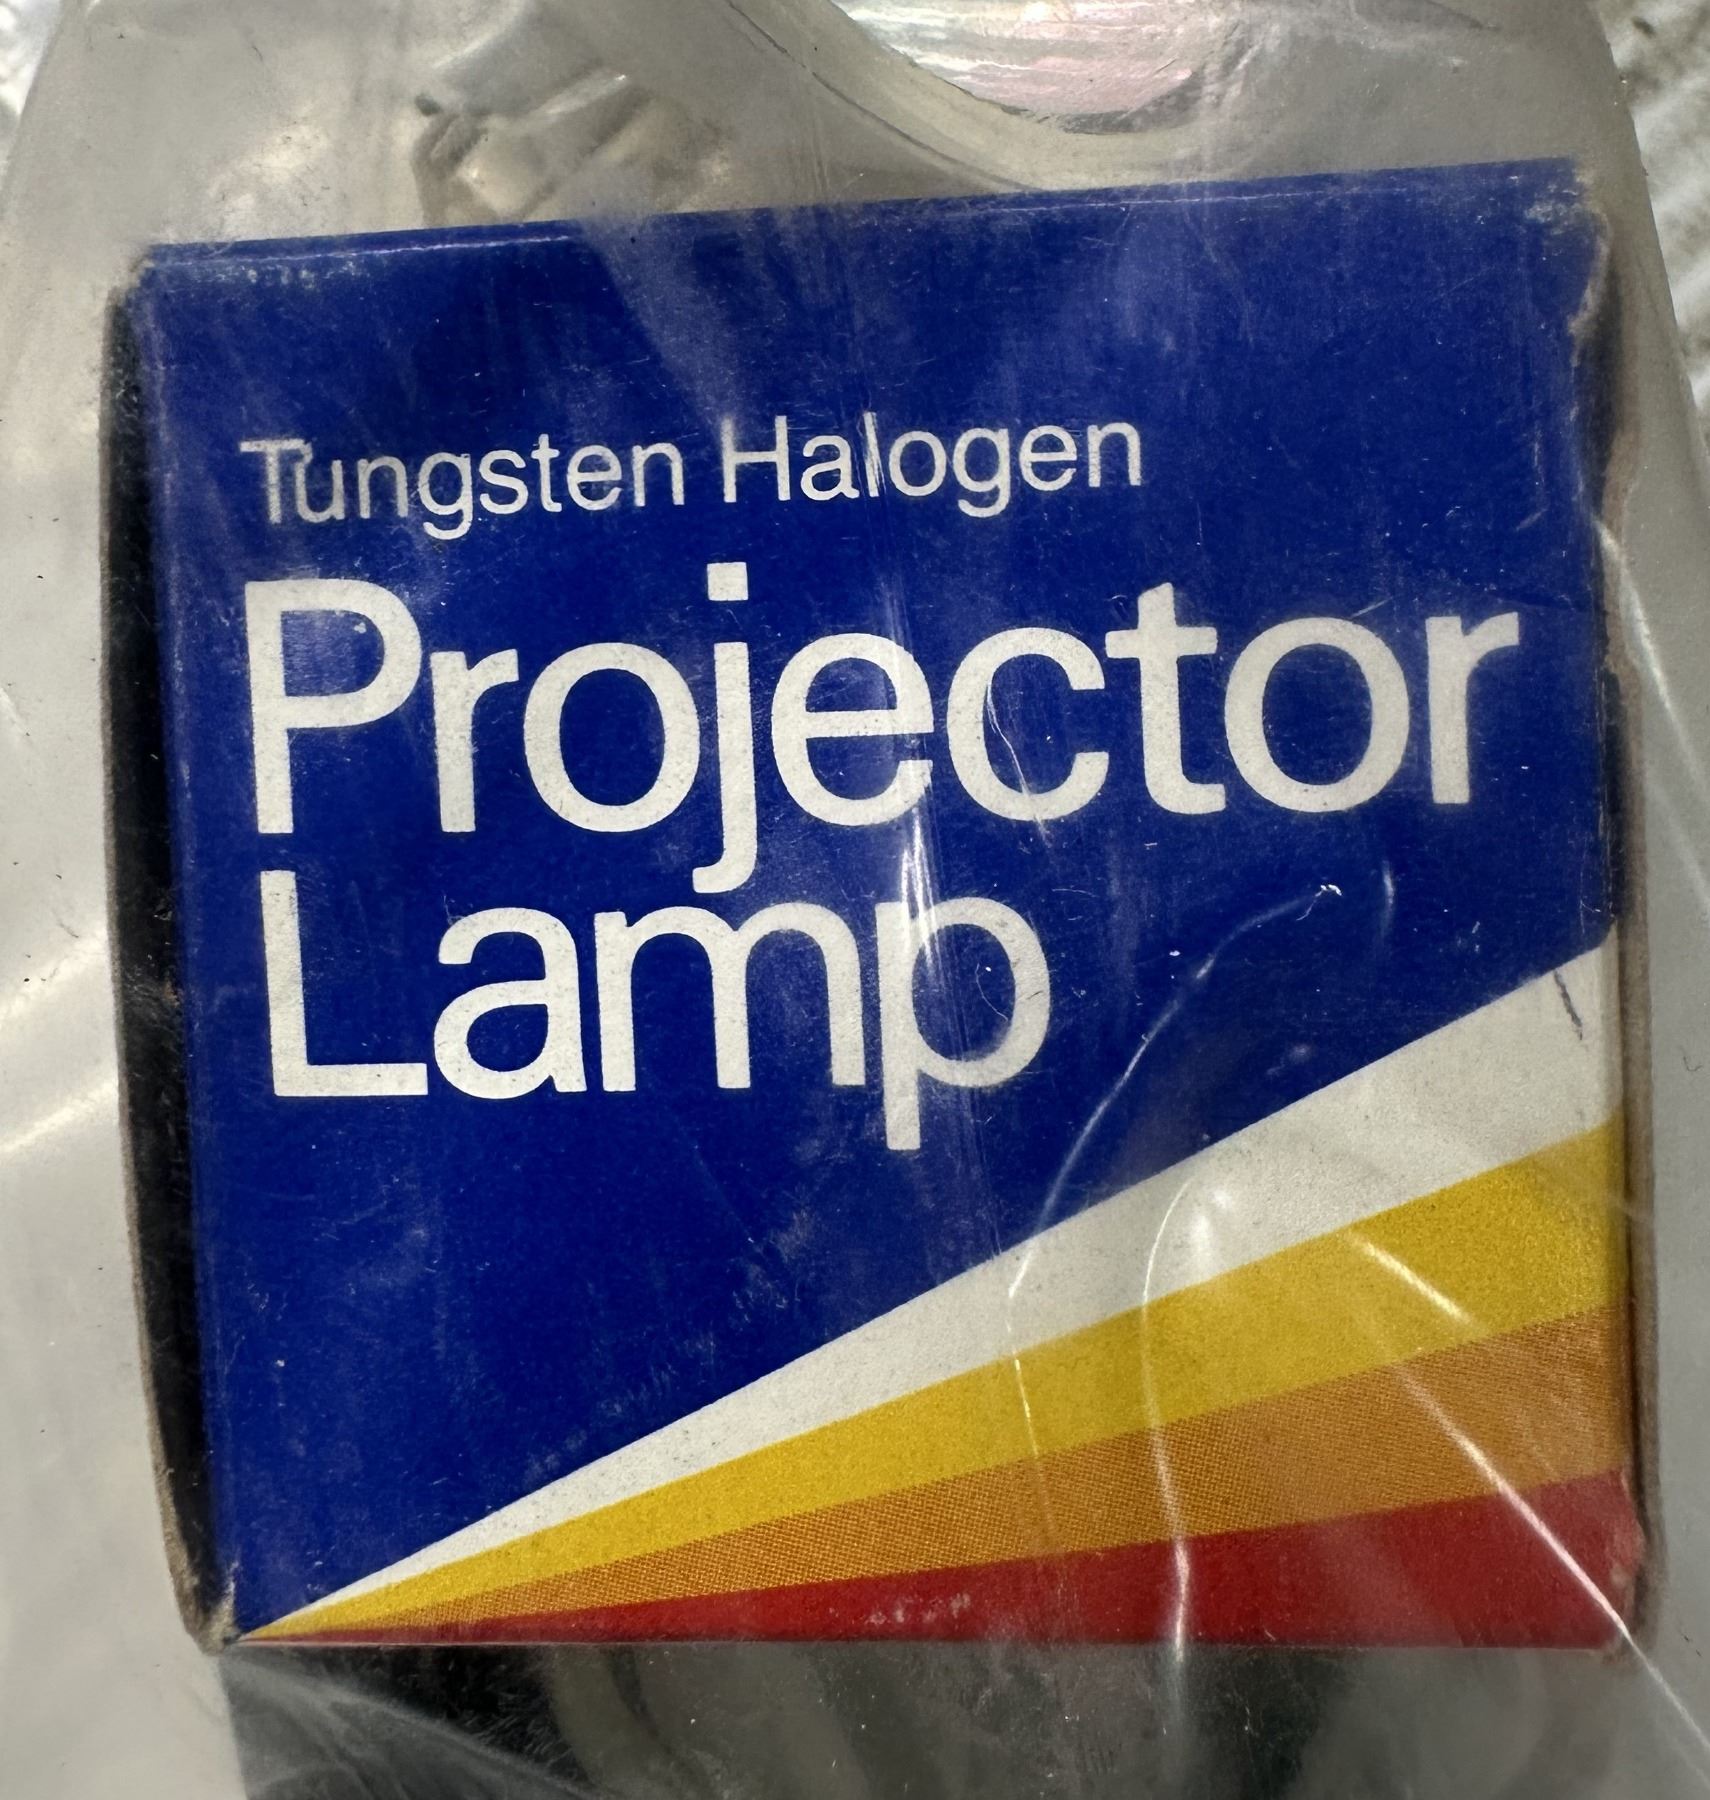 Tungsten Halogen
Projector
Lamp